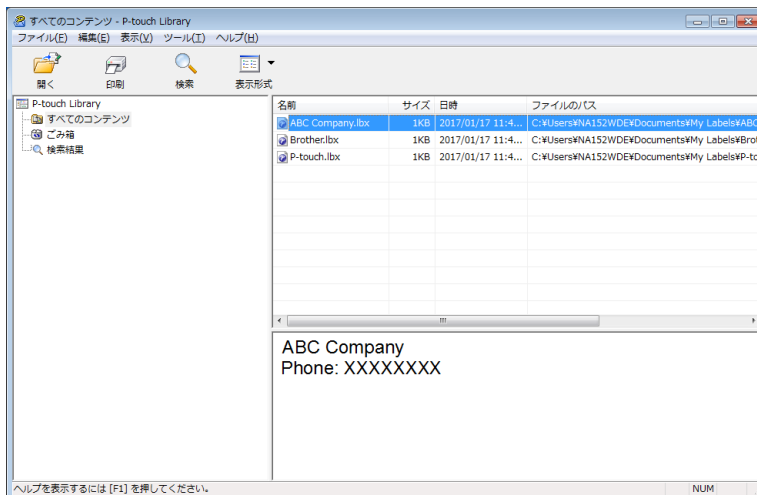 すべてのコンテンツ - P-touch Library
ファイル(F) 編集(E) 表示(V) ツール(T) ヘルプ(H)
開く 印刷 検索 表示形式
P-touch Library
すべてのコンテンツ
ごみ箱
検索結果
名前 サイズ 日時 ファイルのパス
ABC Company.lbx 1KB 2017/01/17 11:4... C:¥Users¥NA152WDE¥Documents¥My Labels¥ABC
Brother.lbx 1KB 2017/01/17 11:4... C:¥Users¥NA152WDE¥Documents¥My Labels¥Brot
P-touch.lbx 1KB 2017/01/17 11:4... C:¥Users¥NA152WDE¥Documents¥My Labels¥P-to
ABC Company
Phone: XXXXXXXX
ヘルプを表示するには [F1] を押してください。 NUM